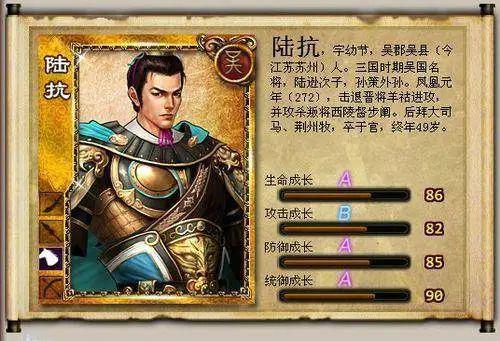 陆抗
吴
陆抗，字幼节，吴郡吴县（今
江苏苏州）人。三国时期吴国名
将，陆逊次子，孙策外孙。凤凰元
年（272），击退晋将羊祜进攻，
并攻杀叛将西陵督步阐。后拜大司
马、荆州牧，卒于官，终年49岁。
生命成长 A
86
攻击成长 B
82
防御成长 A
85
统御成长 A
90